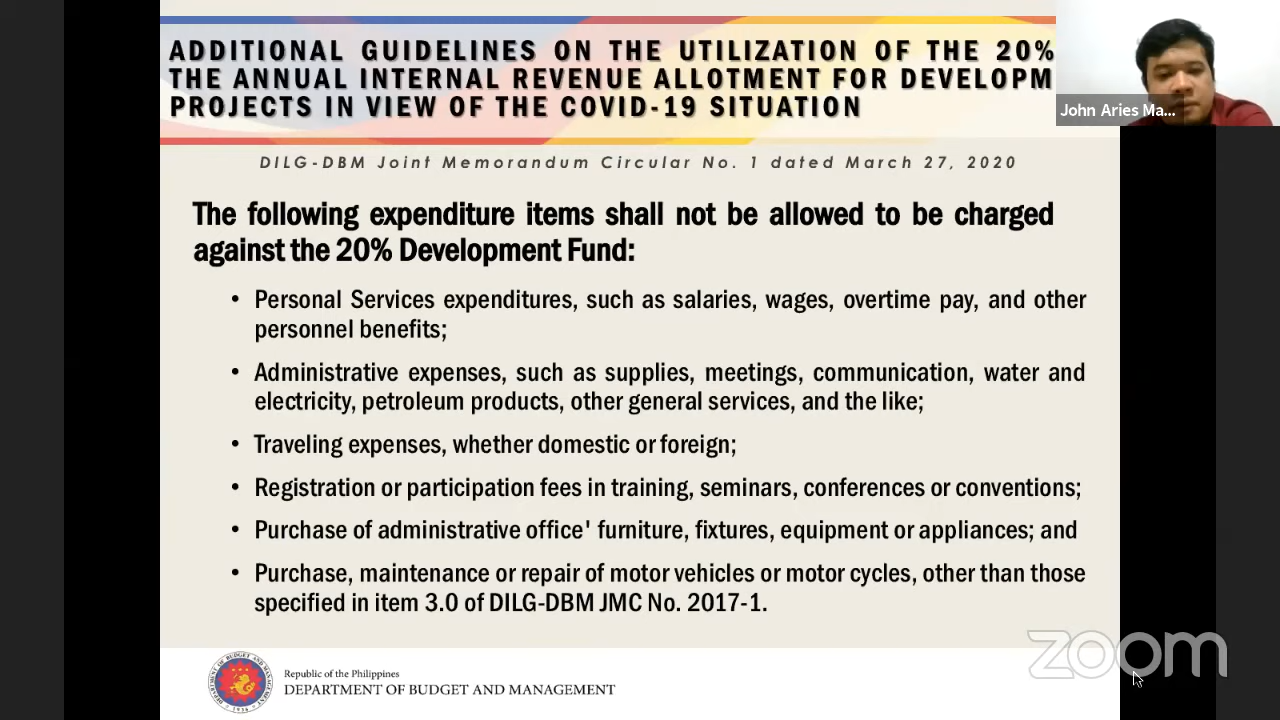 ADDITIONAL GUIDELINES ON THE UTILIZATION OF THE 20%
THE ANNUAL INTERNAL REVENUE ALLOTMENT FOR DEVELOPM
PROJECTS IN VIEW OF THE COVID-19 SITUATION
John Aries Ma...
DILG-DBM Joint Memorandum Circular No. 1 dated March 27, 2020
The following expenditure items shall not be allowed to be charged
against the 20% Development Fund:
• Personal Services expenditures, such as salaries, wages, overtime pay, and other
personnel benefits;
• Administrative expenses, such as supplies, meetings, communication, water and
electricity, petroleum products, other general services, and the like;
• Traveling expenses, whether domestic or foreign;
• Registration or participation fees in training, seminars, conferences or conventions;
• Purchase of administrative office' furniture, fixtures, equipment or appliances; and
• Purchase, maintenance or repair of motor vehicles or motor cycles, other than those
specified in item 3.0 of DILG-DBM JMC No. 2017-1.
zoom
Republic of the Philippines
DEPARTMENT OF BUDGET AND MANAGEMENT